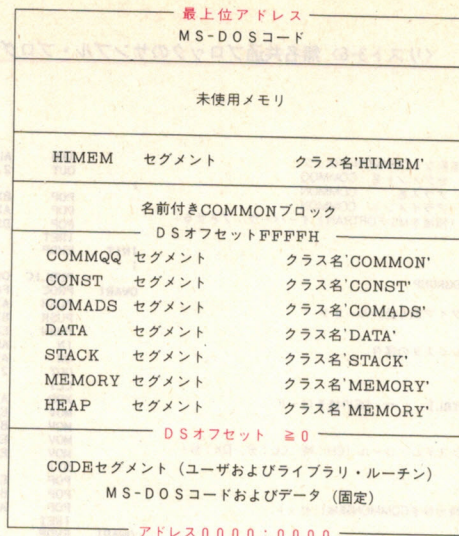 最上位アドレス
MS-DOSコード
未使用メモリ
HIMEM セグメント クラス名'HIMEM'
名前付きCOMMONブロック
DSオフセットFFFFH
COMMQQ セグメント クラス名'COMMON'
CONST セグメント クラス名'CONST'
COMADS セグメント クラス名'COMADS'
DATA セグメント クラス名'DATA'
STACK セグメント クラス名'STACK'
MEMORY セグメント クラス名'MEMORY'
HEAP セグメント クラス名'MEMORY'
DSオフセット ≧0
CODEセグメント (ユーザおよびライブラリ・ルーチン)
MS-DOSコードおよびデータ (固定)
アドレス0000:0000